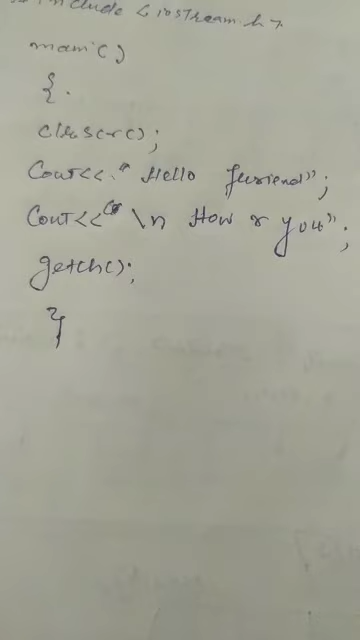 # include <iostream.h>
main()
{
clrscr();
Cout<<"Hello friend";
Cout<<"\n How r you";
getch();
}